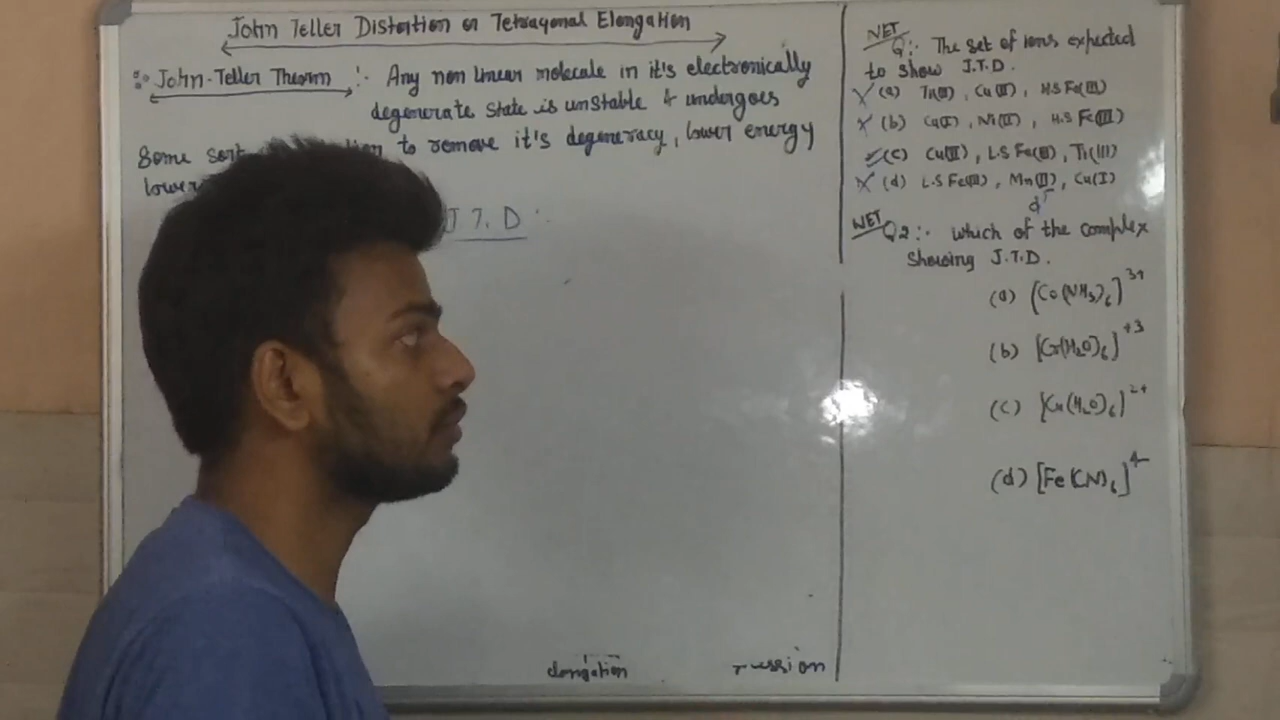 John Teller Distortion or Tetragonal Elongation
John-Teller Theorm :- Any non linear molecule in it's electronically
degenerate state is unstable & undergoes
Some to remove it's degeneracy, lower energy
lower
J.T.D :-
elongation
NET
Q:- The set of ions expected
to show J.T.D.
(a) Ti(III), Cu(II), H.S Fe(III)
(b) Cu(I), Ni(II), H.S Fe(III)
(c) Cu(II), L.S Fe(III), Ti(III)
(d) L.S Fe(III), Mn(II), Cu(I)
d⁵
NET
Q2:- which of the complex
showing J.T.D.
(a) [Co(NH₃)₆]³⁺
(b) [Cr(H₂O)₆]⁺³
(c) [Cu(H₂O)₆]²⁺
(d) [Fe(CN)₆]⁴⁻